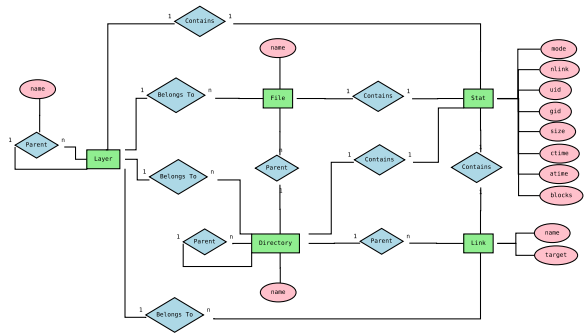 1 Contains 1
name
mode
nlink
name
uid
1 Belongs To n
File
1 Contains 1
Stat
gid
size
1 Parent n
n
ctime
Layer
1 Contains 1
1
Contains
atime
1 Belongs To n
Parent
1
1
blocks
name
1 Parent n
Directory
1 Parent n
Link
target
name
1 Belongs To n